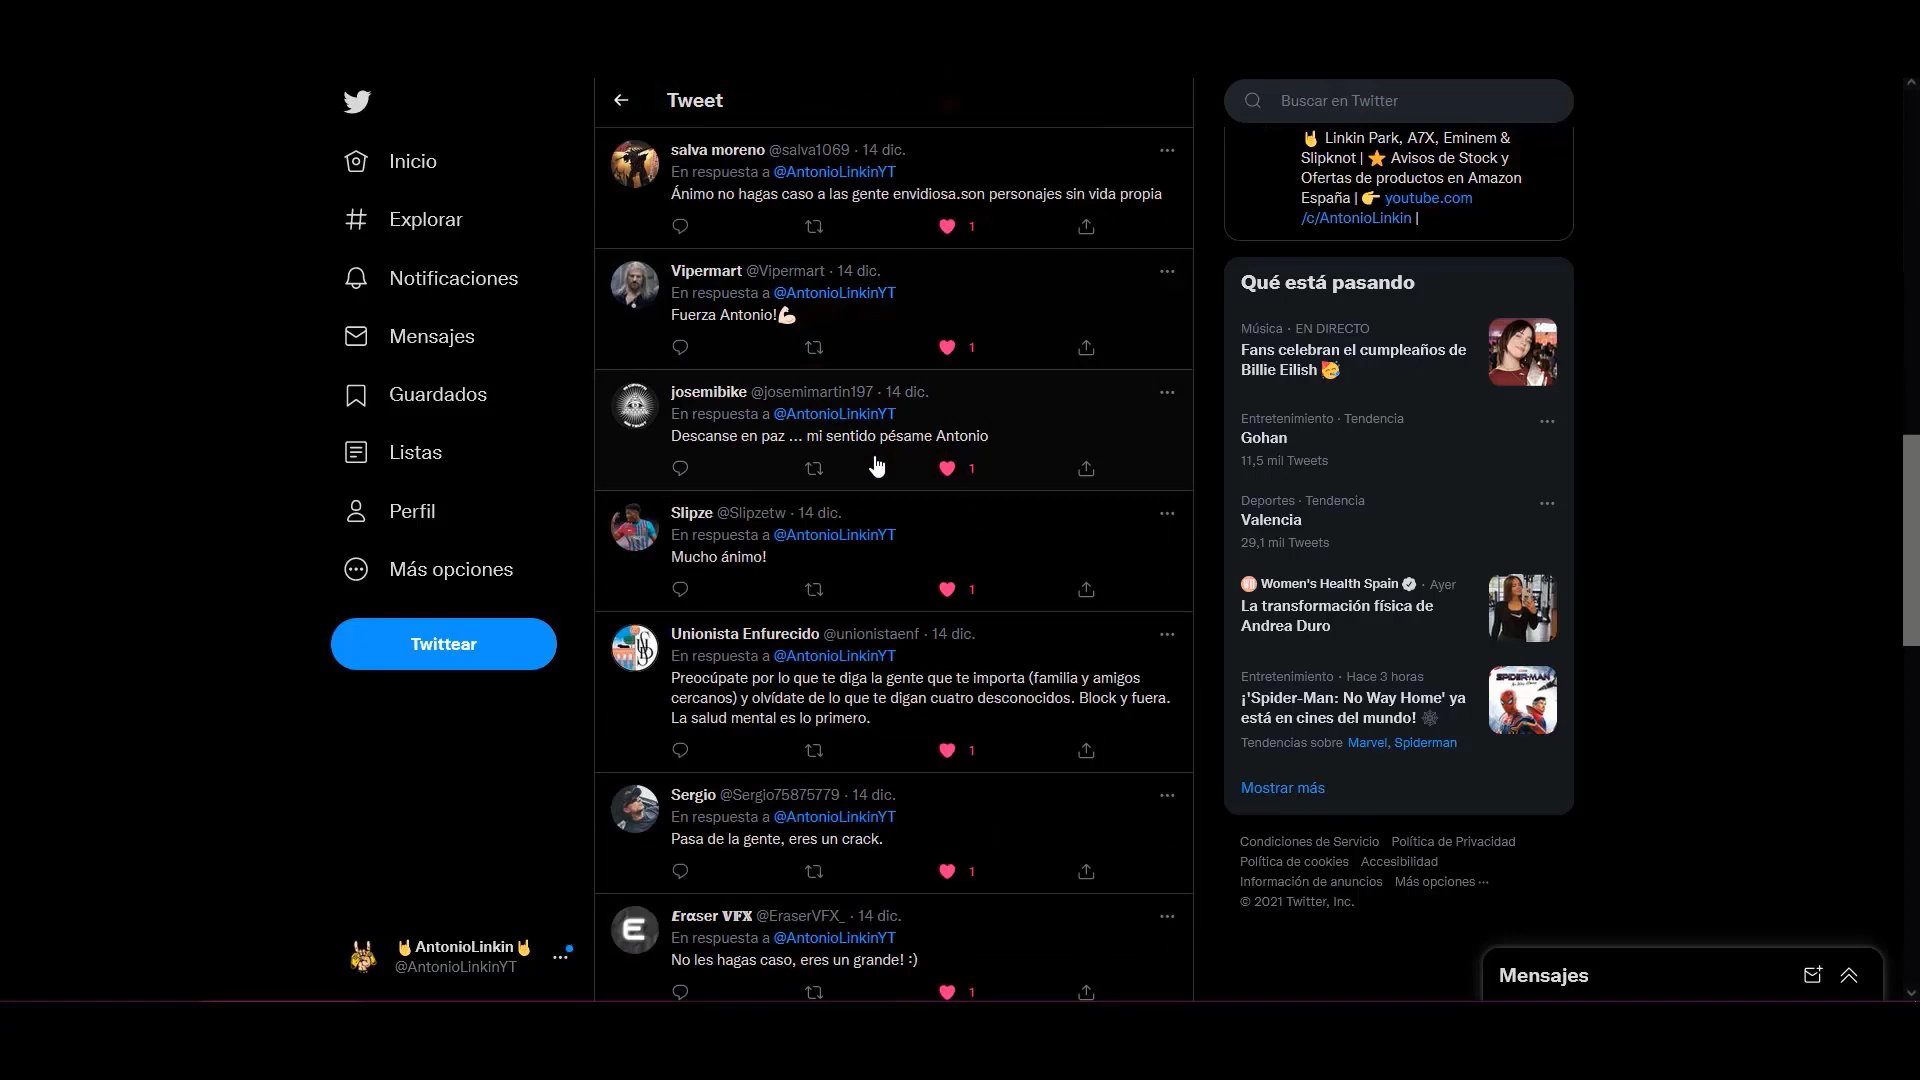 Inicio
Explorar
Notificaciones
Mensajes
Guardados
Listas
Perfil
Más opciones
Twittear
🤘AntonioLinkin🤘
@AntonioLinkinYT
Tweet
salva moreno @salva1069 · 14 dic.
En respuesta a @AntonioLinkinYT
Ánimo no hagas caso a las gente envidiosa.son personajes sin vida propia
1
Vipermart @Vipermart · 14 dic.
En respuesta a @AntonioLinkinYT
Fuerza Antonio!💪🏻
1
josemibike @josemimartin197 · 14 dic.
En respuesta a @AntonioLinkinYT
Descanse en paz ... mi sentido pésame Antonio
1
Slipze @Slipzetw · 14 dic.
En respuesta a @AntonioLinkinYT
Mucho ánimo!
1
Unionista Enfurecido @unionistaenf · 14 dic.
En respuesta a @AntonioLinkinYT
Preocúpate por lo que te diga la gente que te importa (familia y amigos
cercanos) y olvídate de lo que te digan cuatro desconocidos. Block y fuera.
La salud mental es lo primero.
1
Sergio @Sergio75875779 · 14 dic.
En respuesta a @AntonioLinkinYT
Pasa de la gente, eres un crack.
1
𝑬𝒓𝜶𝒔𝒆𝒓 𝐕𝐅𝐗 @EraserVFX_ · 14 dic.
En respuesta a @AntonioLinkinYT
No les hagas caso, eres un grande! :)
1
Buscar en Twitter
🤘 Linkin Park, A7X, Eminem &
Slipknot | ⭐ Avisos de Stock y
Ofertas de productos en Amazon
España | 👉 youtube.com
/c/AntonioLinkin |
Qué está pasando
Música · EN DIRECTO
Fans celebran el cumpleaños de
Billie Eilish 🥳
Entretenimiento · Tendencia
Gohan
11,5 mil Tweets
Deportes · Tendencia
Valencia
29,1 mil Tweets
Women's Health Spain · Ayer
La transformación física de
Andrea Duro
Entretenimiento · Hace 3 horas
¡'Spider-Man: No Way Home' ya
está en cines del mundo! 🕸
SPIDER-MAN
Tendencias sobre Marvel, Spiderman
Mostrar más
Condiciones de Servicio Política de Privacidad
Política de cookies Accesibilidad
Información de anuncios Más opciones ···
© 2021 Twitter, Inc.
Mensajes